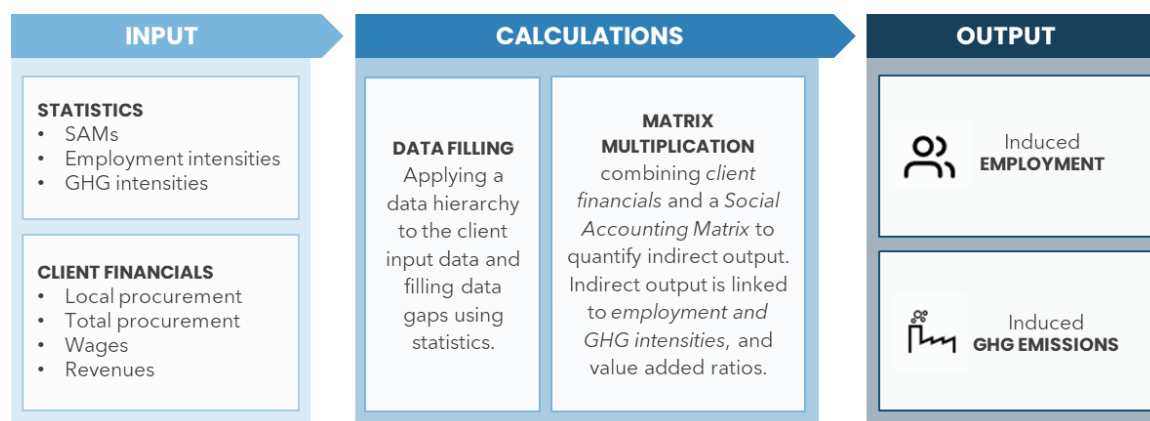 INPUT
STATISTICS
• SAMs
• Employment intensities
• GHG intensities
CLIENT FINANCIALS
• Local procurement
• Total procurement
• Wages
• Revenues
CALCULATIONS
DATA FILLING
Applying a
data hierarchy
to the client
input data and
filling data
gaps using
statistics.
MATRIX
MULTIPLICATION
combining client
financials and a Social
Accounting Matrix to
quantify indirect output.
Indirect output is linked
to employment and
GHG intensities, and
value added ratios.
OUTPUT
Induced
EMPLOYMENT
Induced
GHG EMISSIONS